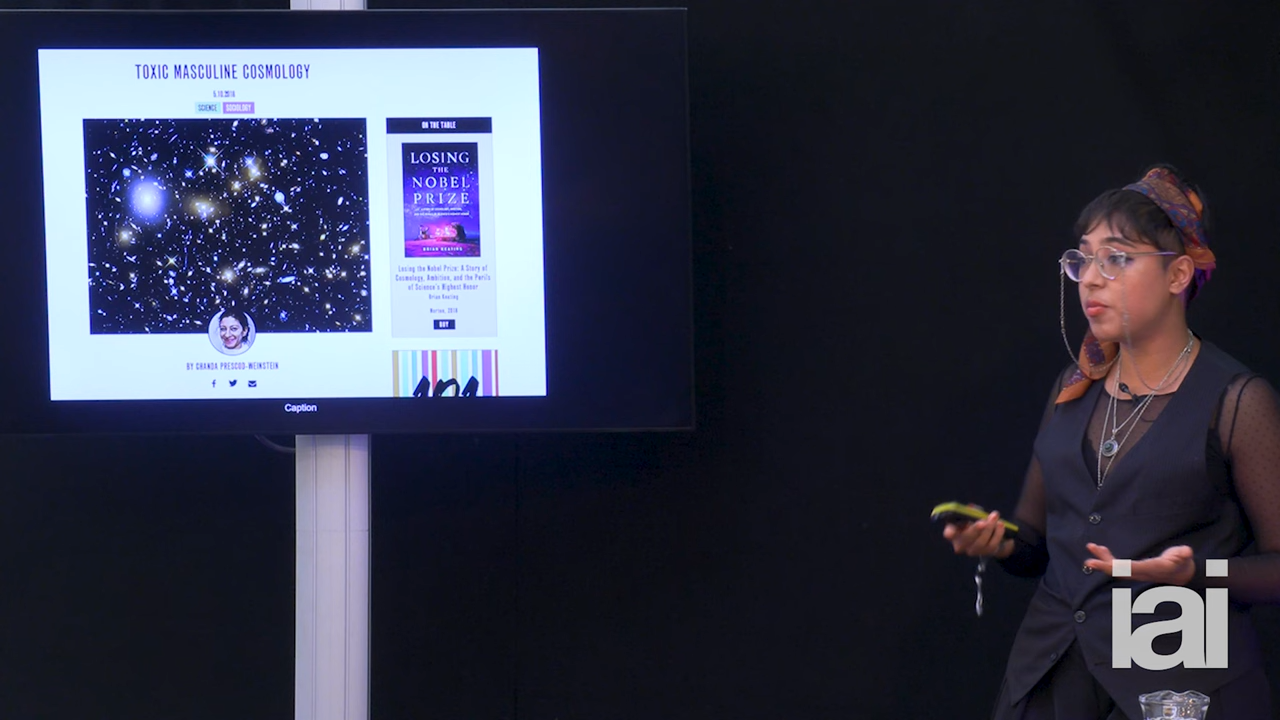 TOXIC MASCULINE COSMOLOGY
SCIENCE
SOCIOLOGY
ON THE TABLE
LOSING
THE
NOBEL
PRIZE
BRIAN KEATING
Losing the Nobel Prize: A Story of
Cosmology, Ambition, and the Perils
of Science's Highest Honor
Brian Keating
Norton, 2018
BUY
BY CHANDA PRESCOD-WEINSTEIN
Caption
iai